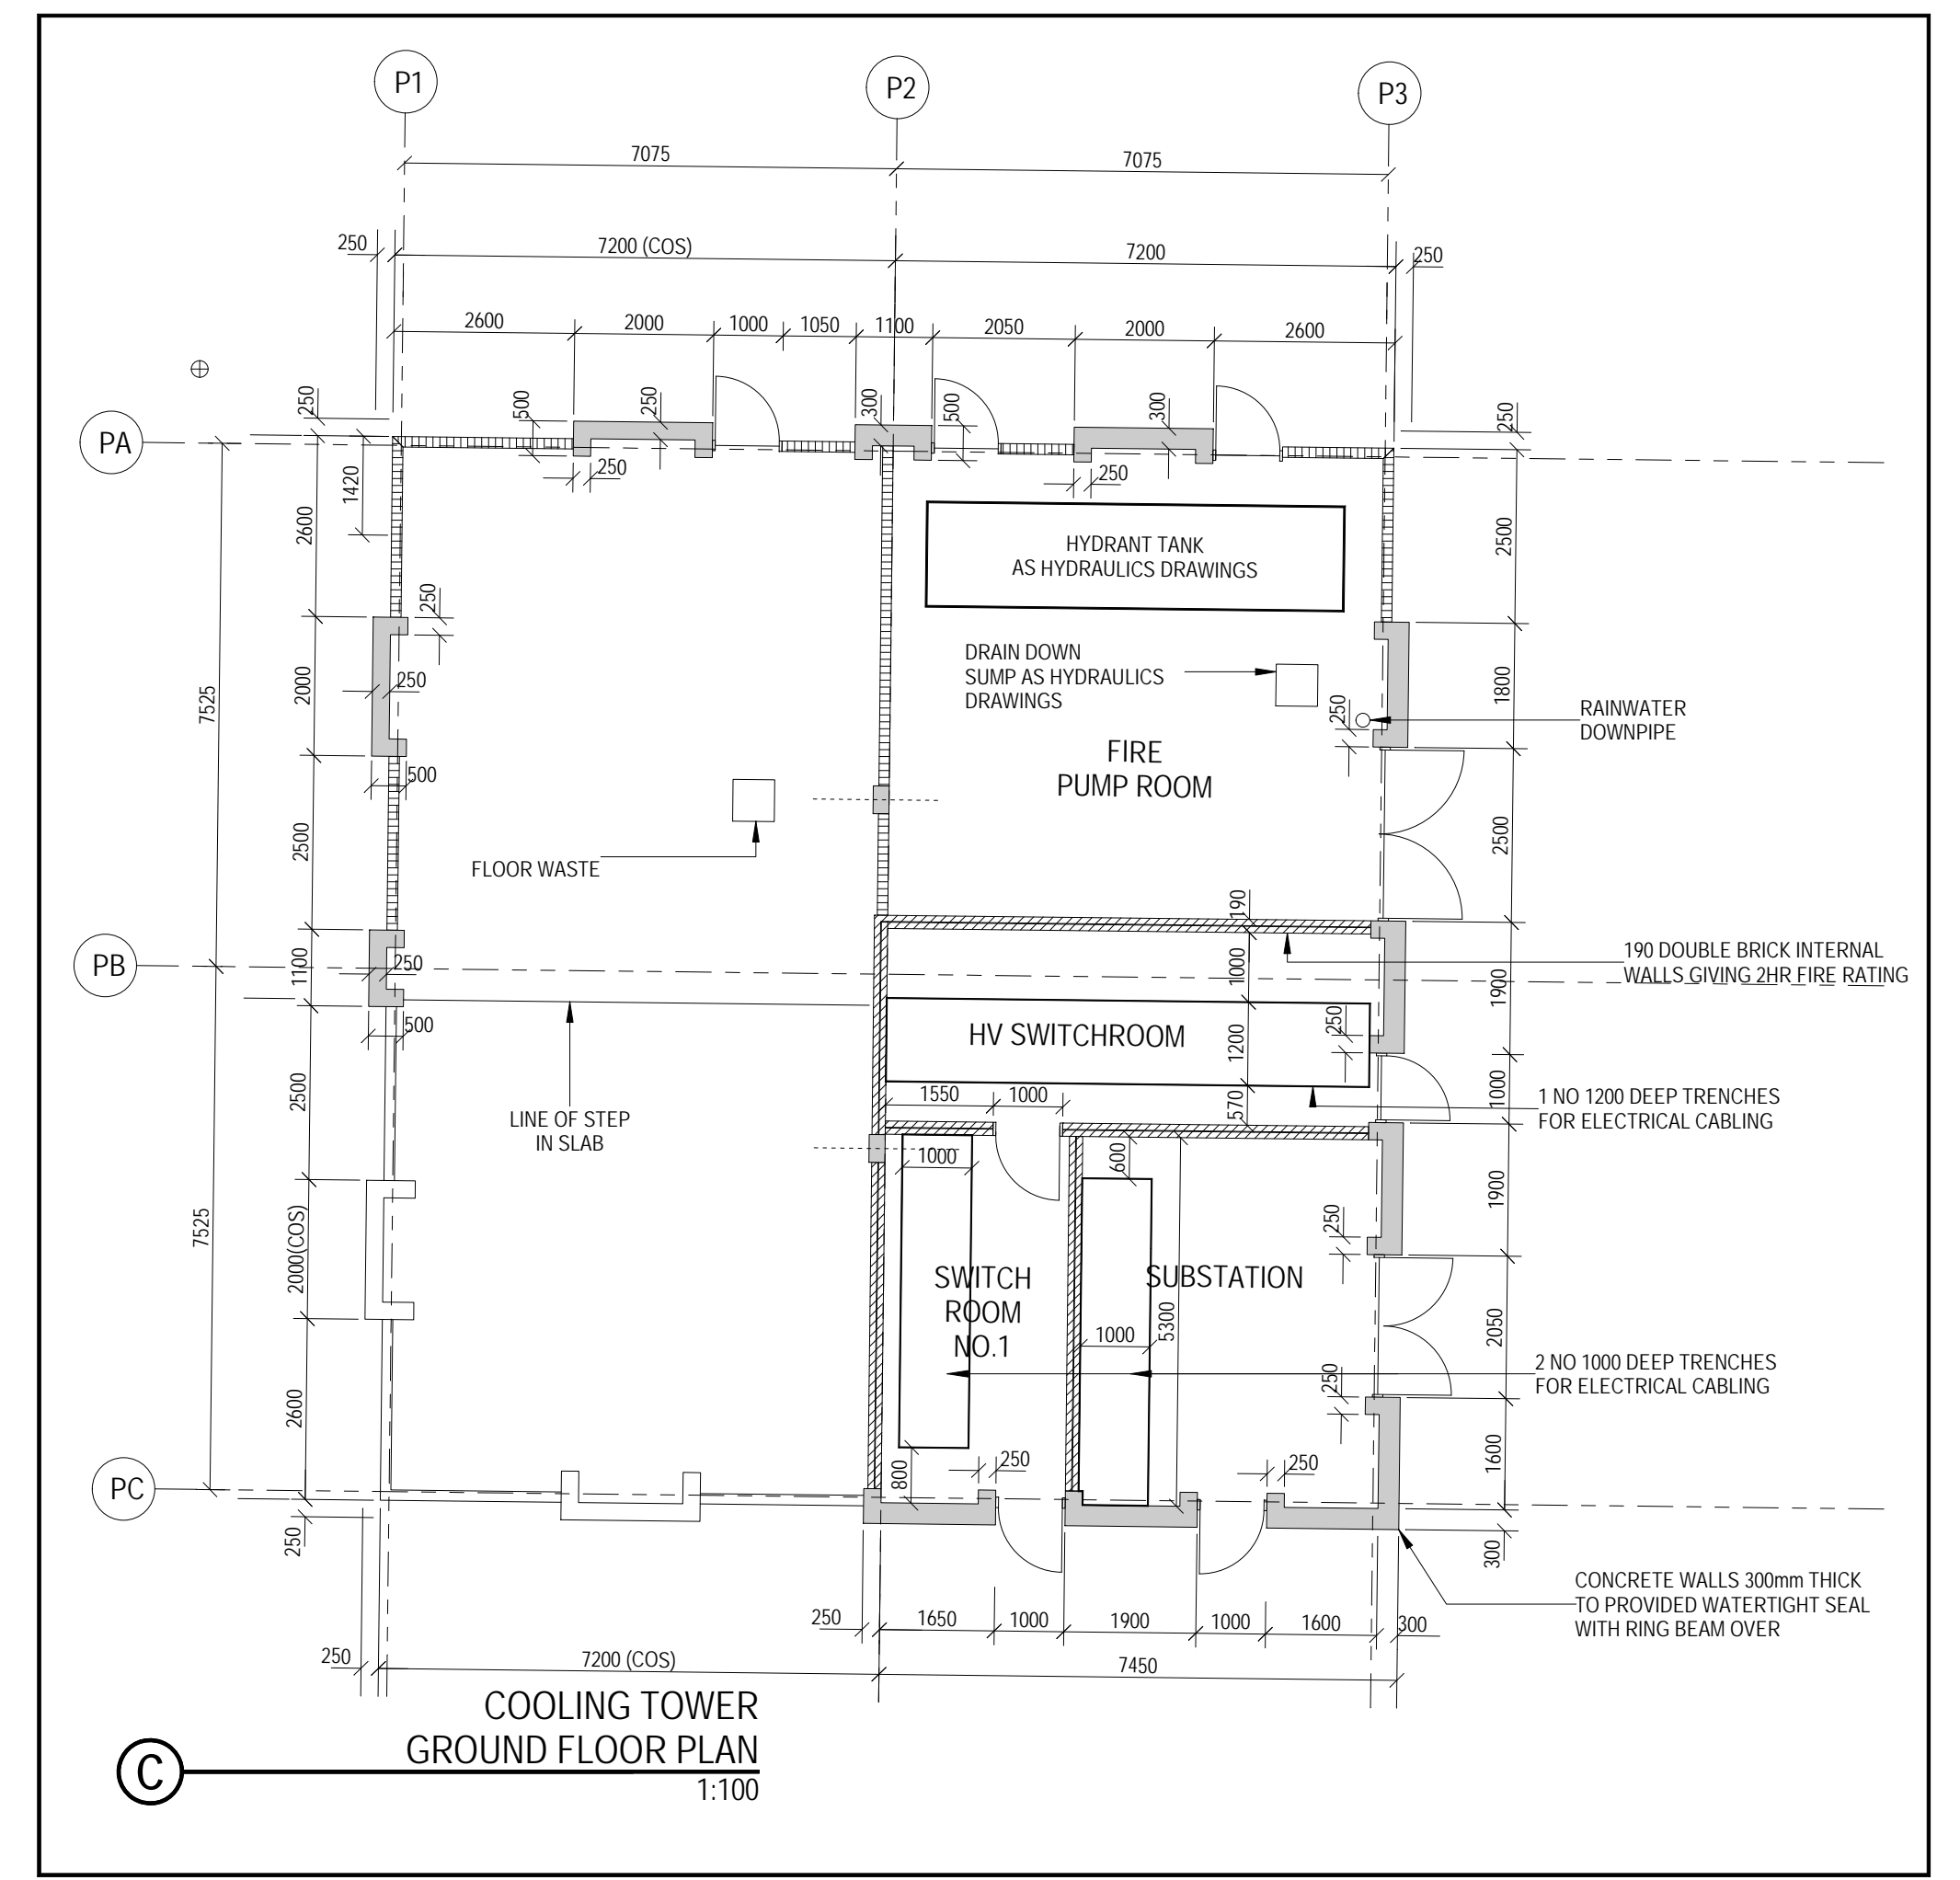 P1
P2
P3
7075
7075
250
7200 (COS)
7200
250
2600
2000
1000
1050
1100
2050
2000
2600
PA
250
500
250
300
500
300
250
1420
250
250
2600
2500
HYDRANT TANK
AS HYDRAULICS DRAWINGS
250
DRAIN DOWN
SUMP AS HYDRAULICS
DRAWINGS
250
2000
7525
1800
250
RAINWATER
DOWNPIPE
FIRE
PUMP ROOM
500
2500
2500
FLOOR WASTE
190
PB
1100
250
1000
190 DOUBLE BRICK INTERNAL
WALLS GIVING 2HR FIRE RATING
1900
500
HV SWITCHROOM
1200
250
2500
LINE OF STEP
IN SLAB
1550
1000
570
1000
1 NO 1200 DEEP TRENCHES
FOR ELECTRICAL CABLING
1000
600
1900
7525
2000(COS)
250
SWITCH
ROOM
NO.1
SUBSTATION
5300
1000
2050
2 NO 1000 DEEP TRENCHES
FOR ELECTRICAL CABLING
250
2600
1600
PC
800
250
250
250
300
CONCRETE WALLS 300mm THICK
TO PROVIDED WATERTIGHT SEAL
WITH RING BEAM OVER
250
1650
1000
1900
1000
1600
300
250
7200 (COS)
7450
COOLING TOWER
GROUND FLOOR PLAN
C
1:100